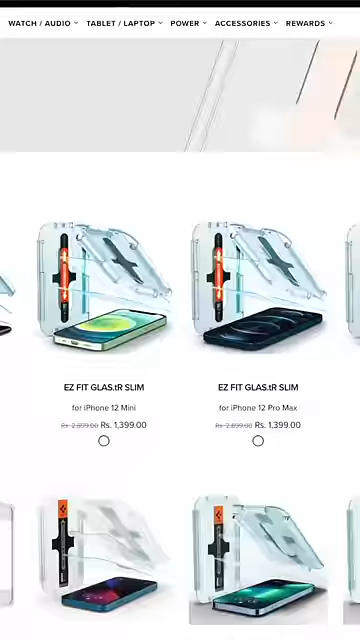 WATCH / AUDIO TABLET / LAPTOP POWER ACCESSORIES REWARDS
EZ FIT GLAS.tR SLIM
for iPhone 12 Mini
Rs. 2,899.00 Rs. 1,399.00
EZ FIT GLAS.tR SLIM
for iPhone 12 Pro Max
Rs. 2,899.00 Rs. 1,399.00